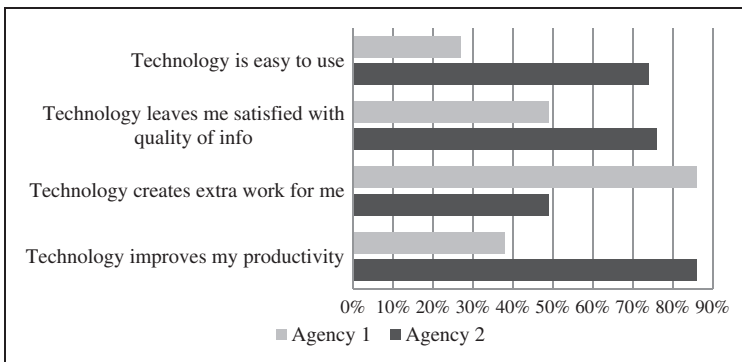 Technology is easy to use
Technology leaves me satisfied with
quality of info
Technology creates extra work for me
Technology improves my productivity
0% 10% 20% 30% 40% 50% 60% 70% 80% 90%
Agency 1 Agency 2